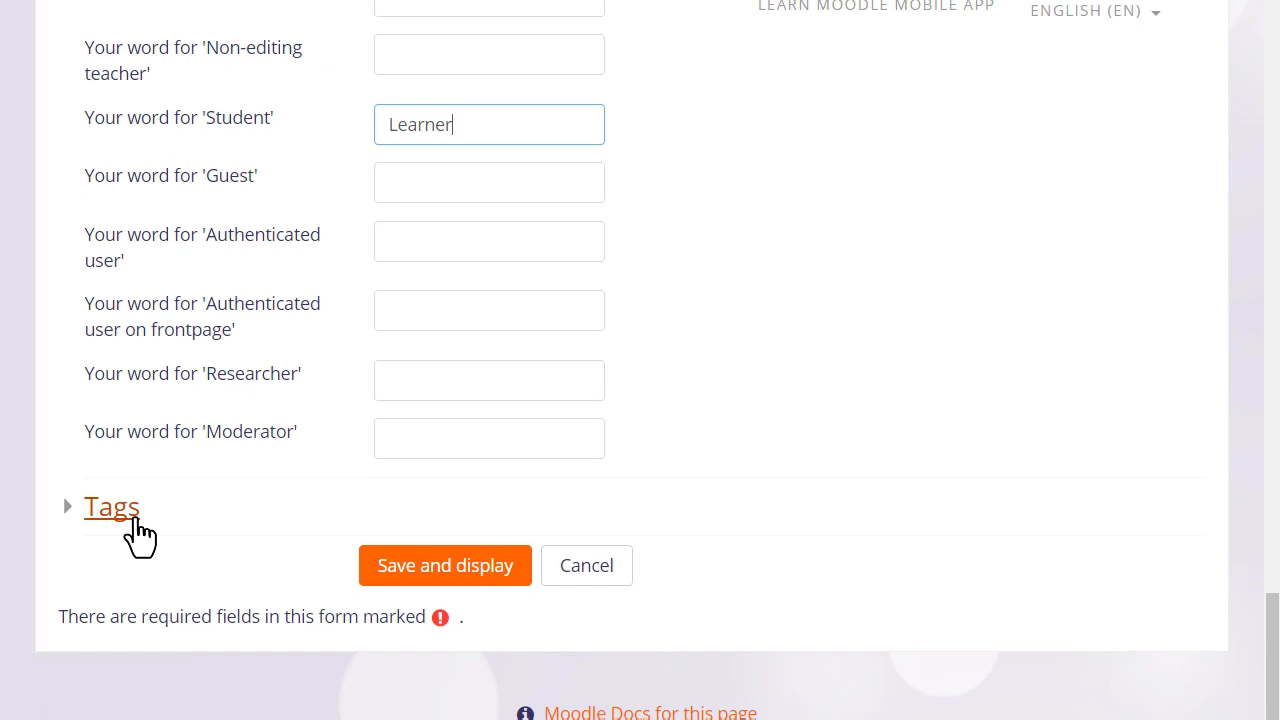 LEARN MOODLE MOBILE APP
ENGLISH (EN)
Your word for 'Non-editing
teacher'
Your word for 'Student'
Learner
Your word for 'Guest'
Your word for 'Authenticated
user'
Your word for 'Authenticated
user on frontpage'
Your word for 'Researcher'
Your word for 'Moderator'
Tags
Save and display
Cancel
There are required fields in this form marked ! .
Moodle Docs for this page